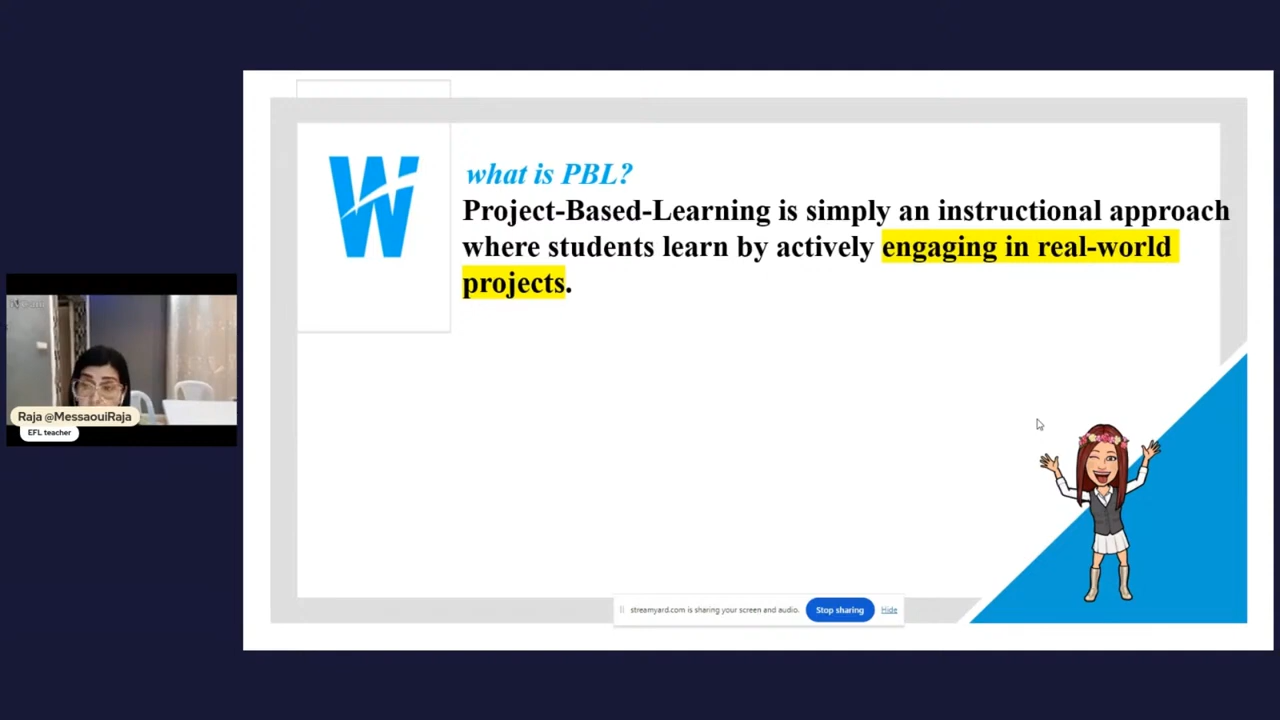 W
what is PBL?
Project-Based-Learning is simply an instructional approach
where students learn by actively engaging in real-world
projects.
Raja @MessaouiRaja
EFL teacher
streamyard.com is sharing your screen and audio. Stop sharing Hide